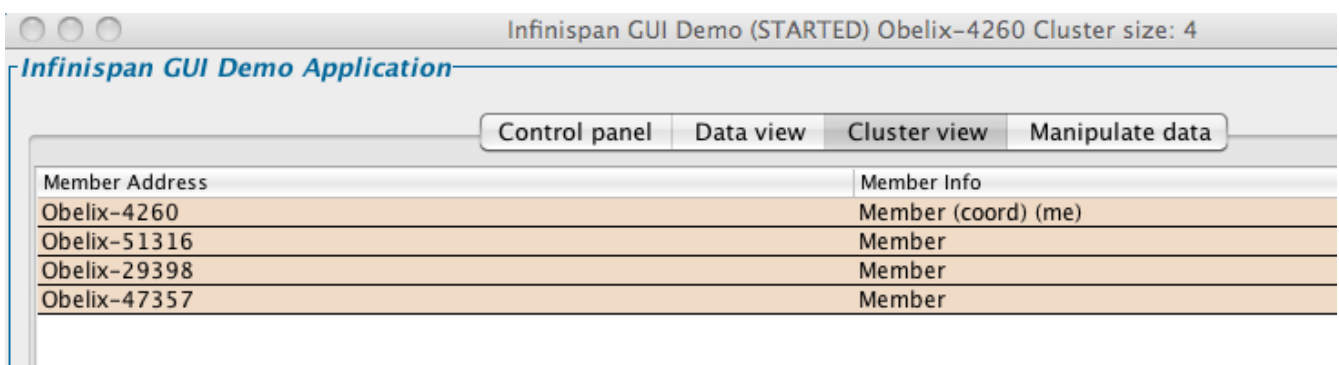 Infinispan GUI Demo (STARTED) Obelix-4260 Cluster size: 4
Infinispan GUI Demo Application
Control panel Data view Cluster view Manipulate data
Member Address Member Info
Obelix-4260 Member (coord) (me)
Obelix-51316 Member
Obelix-29398 Member
Obelix-47357 Member